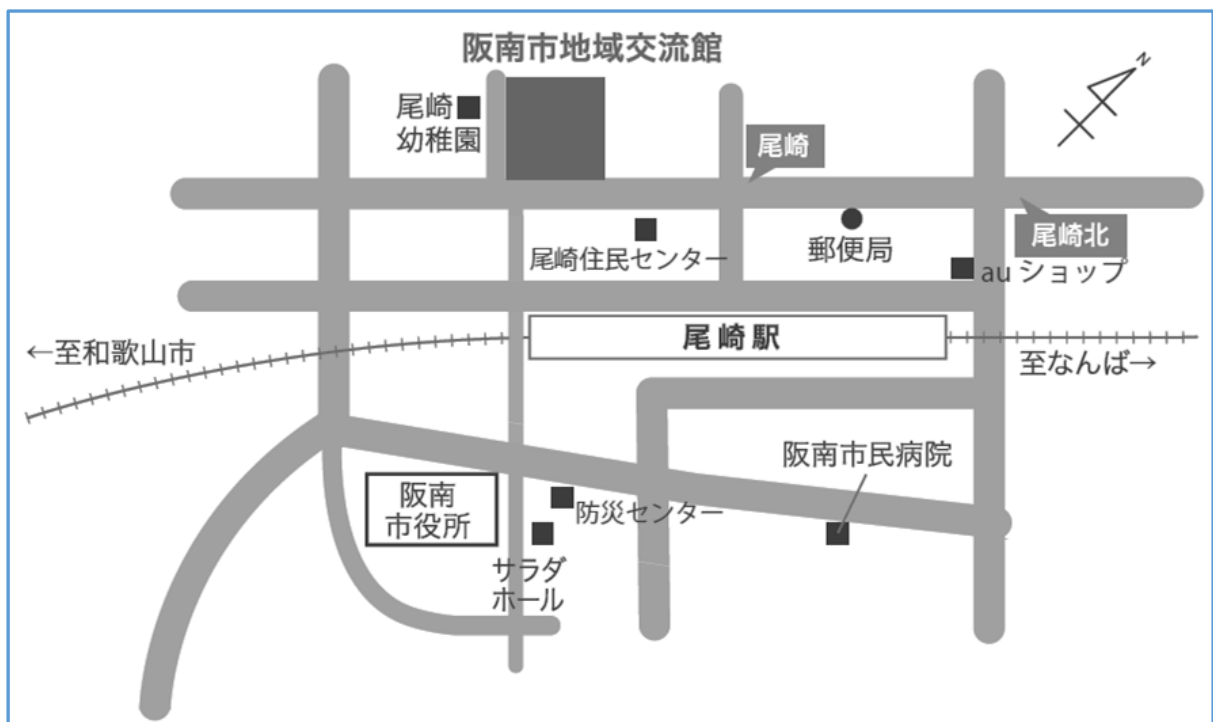 阪南市地域交流館
N
尾崎
幼稚園
尾崎
尾崎住民センター
郵便局
尾崎北
au ショップ
尾崎駅
←至和歌山市
至なんば→
阪南市民病院
阪南
市役所
防災センター
サラダ
ホール